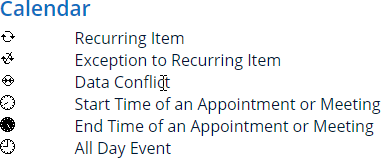 Calendar
Recurring Item
Exception to Recurring Item
Data Conflict
Start Time of an Appointment or Meeting
End Time of an Appointment or Meeting
All Day Event